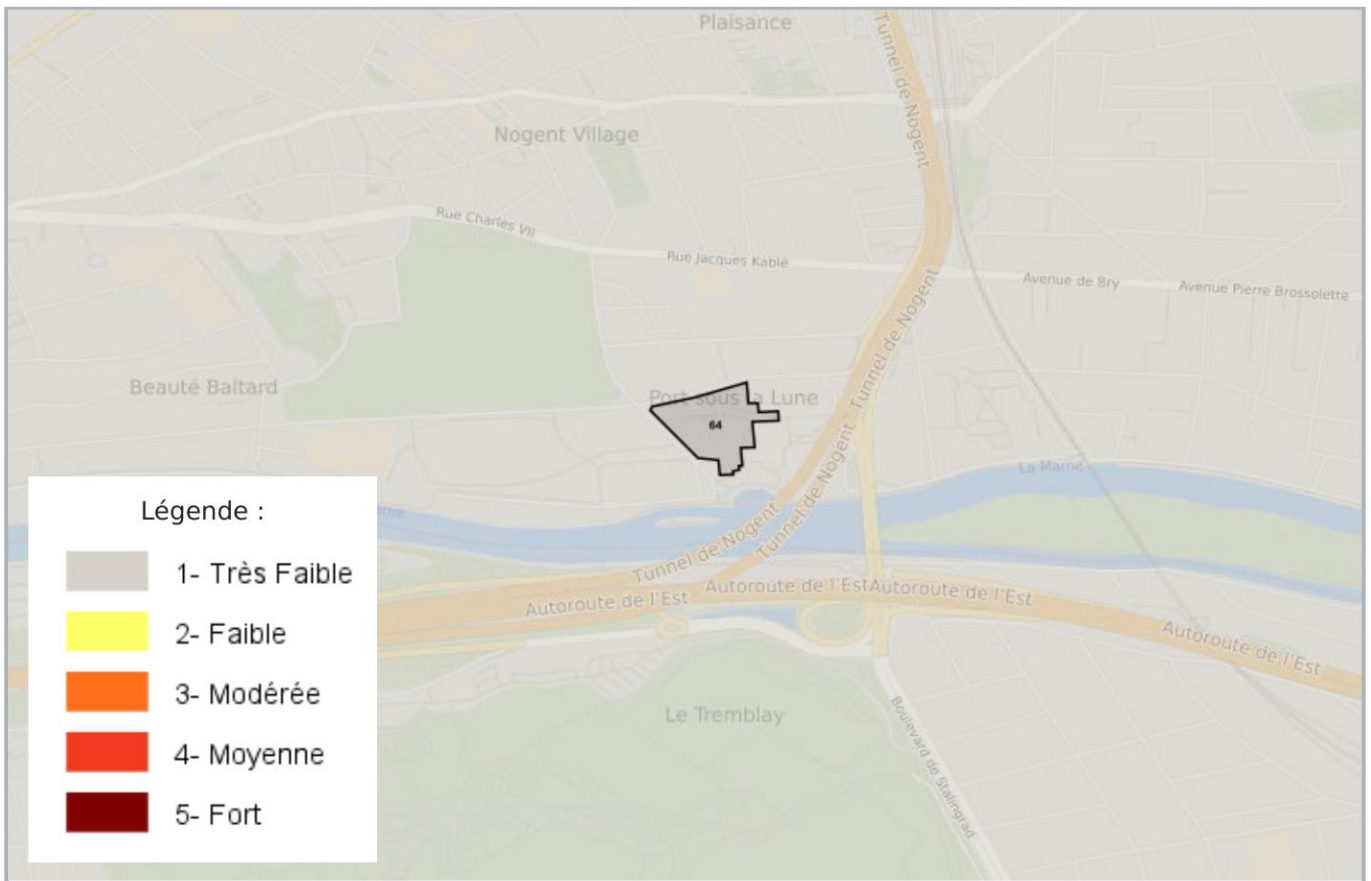 Plaisance
Tunnel de Nogent
Nogent Village
Rue Charles VII
Rue Jacques Kablé
Avenue de Bry
Avenue Pierre Brossolette
Tunnel de Nogent
Beauté Baltard
Port sous la Lune
64
Tunnel de Nogent
La Marne
Tunnel de Nogent
Tunnel de Nogent
Autoroute de l'Est
Autoroute de l'Est
Autoroute de l'Est
Autoroute de l'Est
Le Tremblay
Boulevard de Stalingrad
Légende :
1- Très Faible
2- Faible
3- Modérée
4- Moyenne
5- Fort